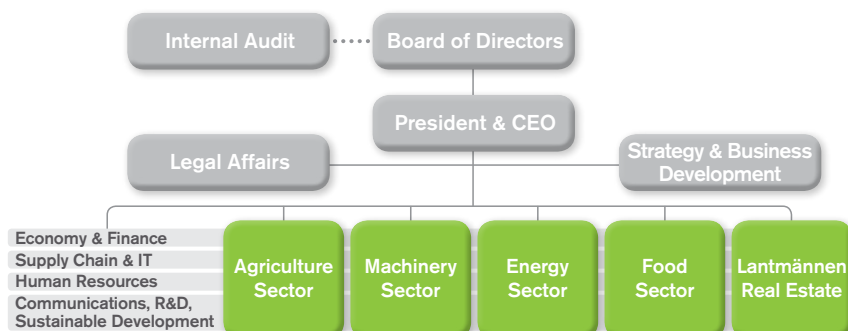 Internal Audit
Board of Directors
President & CEO
Legal Affairs
Strategy & Business
Development
Economy & Finance
Supply Chain & IT
Human Resources
Communications, R&D,
Sustainable Development
Agriculture
Sector
Machinery
Sector
Energy
Sector
Food
Sector
Lantmännen
Real Estate